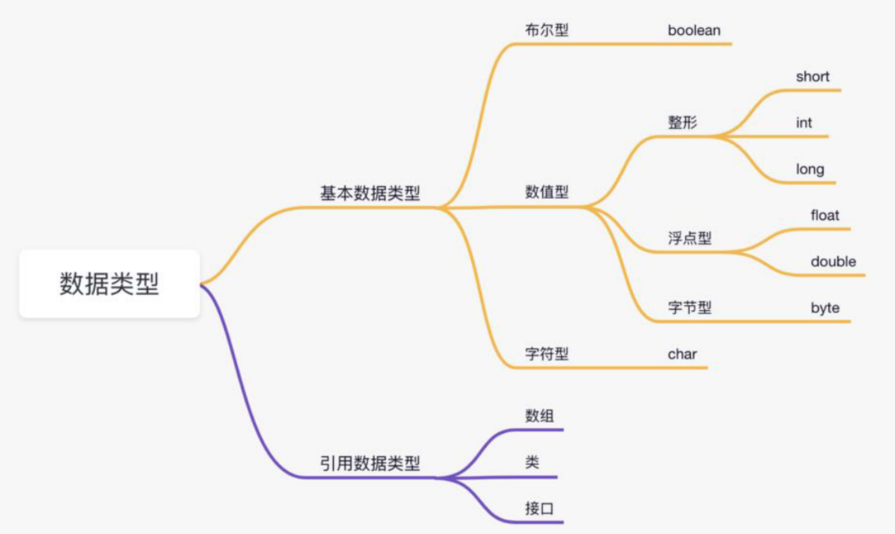 数据类型
基本数据类型
布尔型
boolean
数值型
整形
short
int
long
浮点型
float
double
字节型
byte
字符型
char
引用数据类型
数组
类
接口